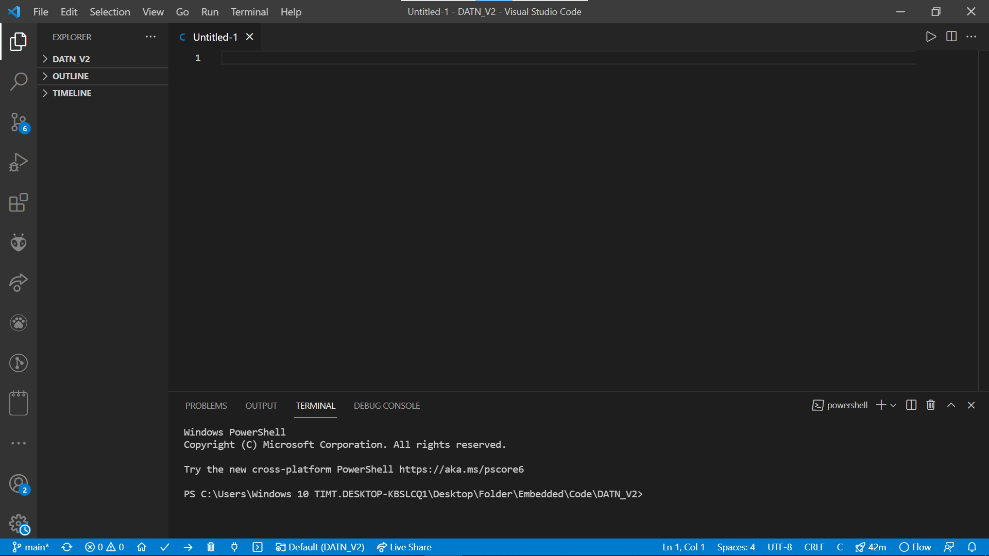 File Edit Selection View Go Run Terminal Help
Untitled-1 - DATN_V2 - Visual Studio Code
EXPLORER
Untitled-1
DATN_V2
OUTLINE
TIMELINE
1
6
PROBLEMS OUTPUT TERMINAL DEBUG CONSOLE
powershell
Windows PowerShell
Copyright (C) Microsoft Corporation. All rights reserved.
Try the new cross-platform PowerShell https://aka.ms/pscore6
PS C:\Users\Windows 10 TIMT.DESKTOP-KBSLCQ1\Desktop\Folder\Embedded\Code\DATN_V2>
2
main* 0 0 Default (DATN_V2) Live Share Ln 1, Col 1 Spaces: 4 UTF-8 CRLF C 42m Flow